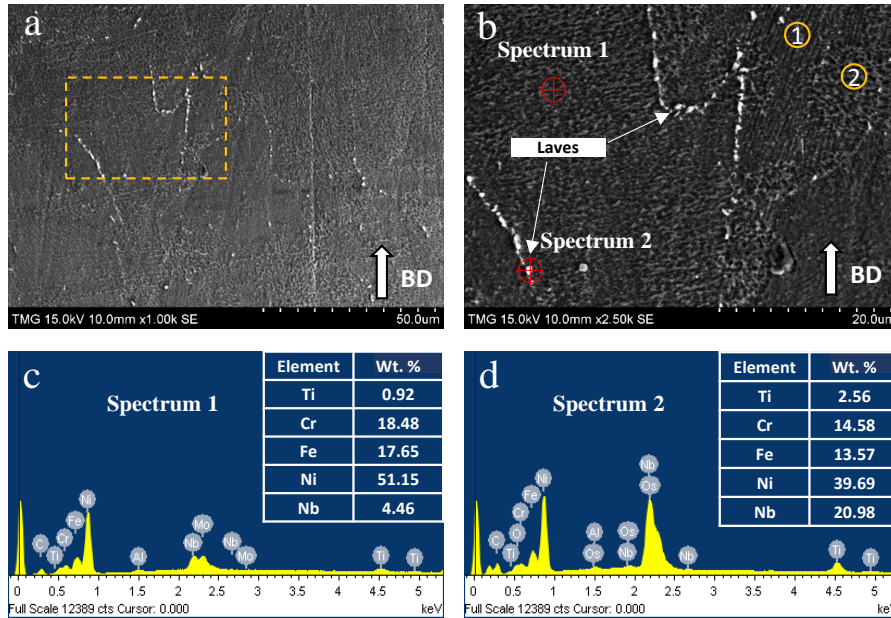 a
BD
TMG 15.0kV 10.0mm x1.00k SE
50.0um
b
Spectrum 1
1
2
Laves
Spectrum 2
BD
TMG 15.0kV 10.0mm x2.50k SE
20.0um
c
Spectrum 1
Element Wt. %
Ti 0.92
Cr 18.48
Fe 17.65
Ni 51.15
Nb 4.46
C Ti Cr Fe Ni Al Nb Mo Nb Mo Ti Ti
0 0.5 1 1.5 2 2.5 3 3.5 4 4.5 5
Full Scale 12389 cts Cursor: 0.000
keV
d
Spectrum 2
Element Wt. %
Ti 2.56
Cr 14.58
Fe 13.57
Ni 39.69
Nb 20.98
C Ti O Cr Fe Ni Al Os Os Nb Nb Os Nb Ti Ti
0 0.5 1 1.5 2 2.5 3 3.5 4 4.5 5
Full Scale 12389 cts Cursor: 0.000
ke